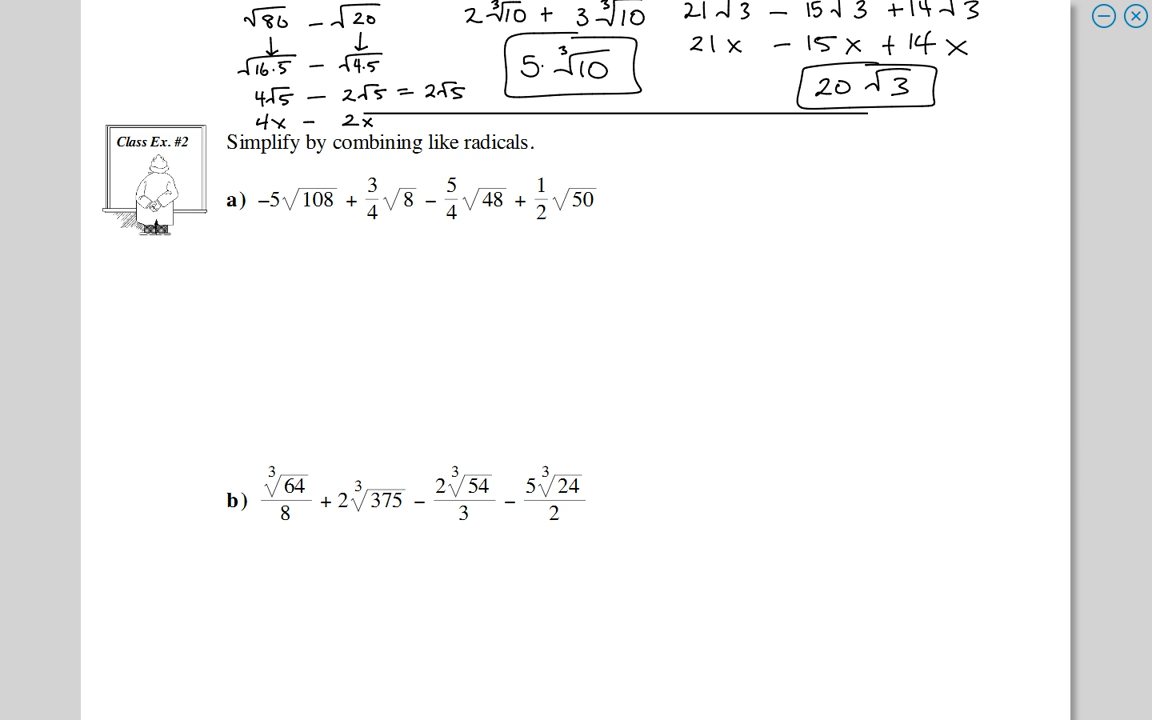 √80 − √20 2∛10 + 3∛10 21√3 − 15√3 + 14√3
↓ ↓ 21x − 15x + 14x
√16·5 − √4·5 5·∛10 20√3
4√5 − 2√5 = 2√5
4x − 2x
Class Ex. #2 Simplify by combining like radicals.
a) –5√108 + 3/4 √8 – 5/4 √48 + 1/2 √50
b) ∛64/8 + 2∛375 – 2∛54/3 – 5∛24/2